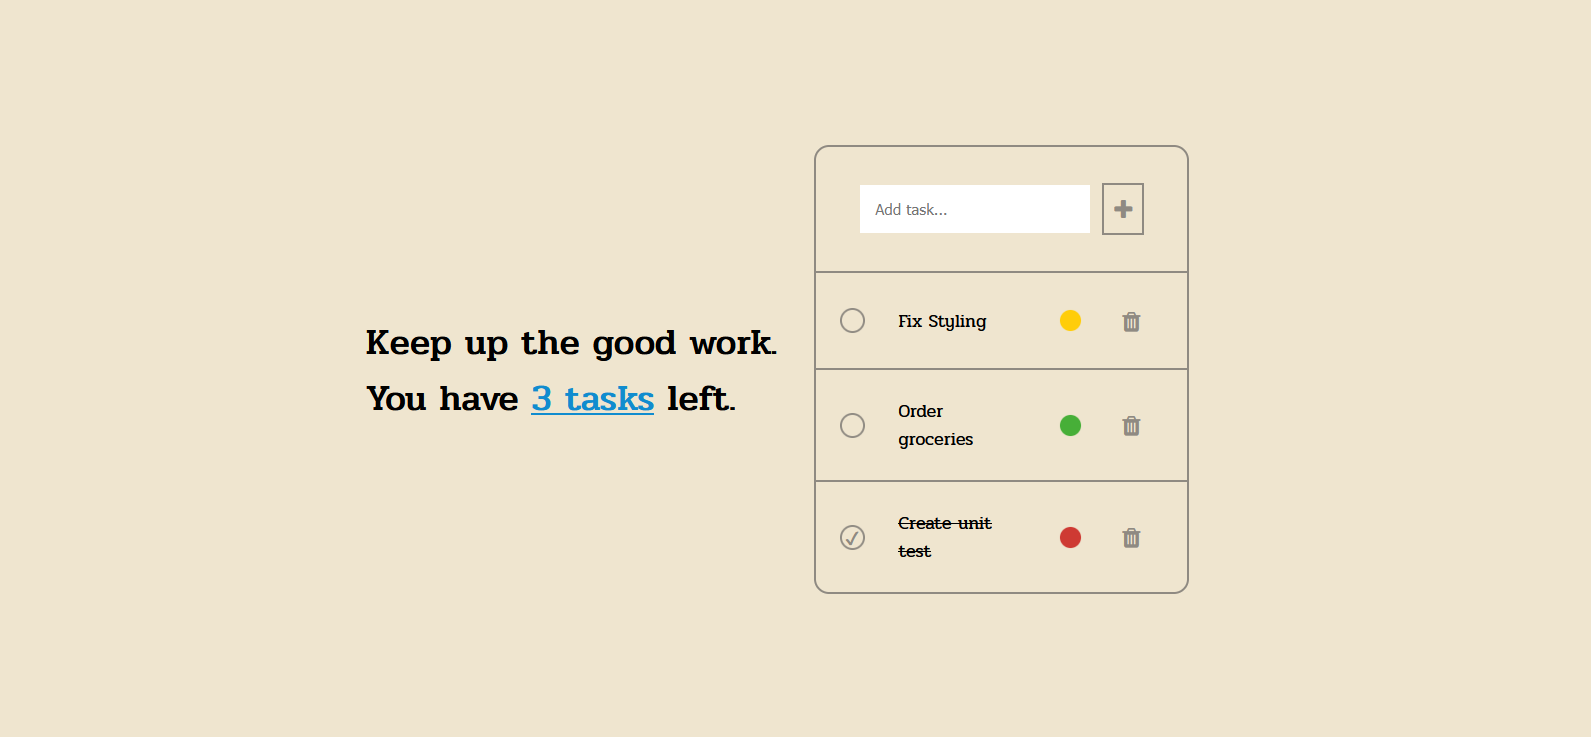 Keep up the good work.
You have 3 tasks left.
Add task...
Fix Styling
Order
groceries
Create unit
test